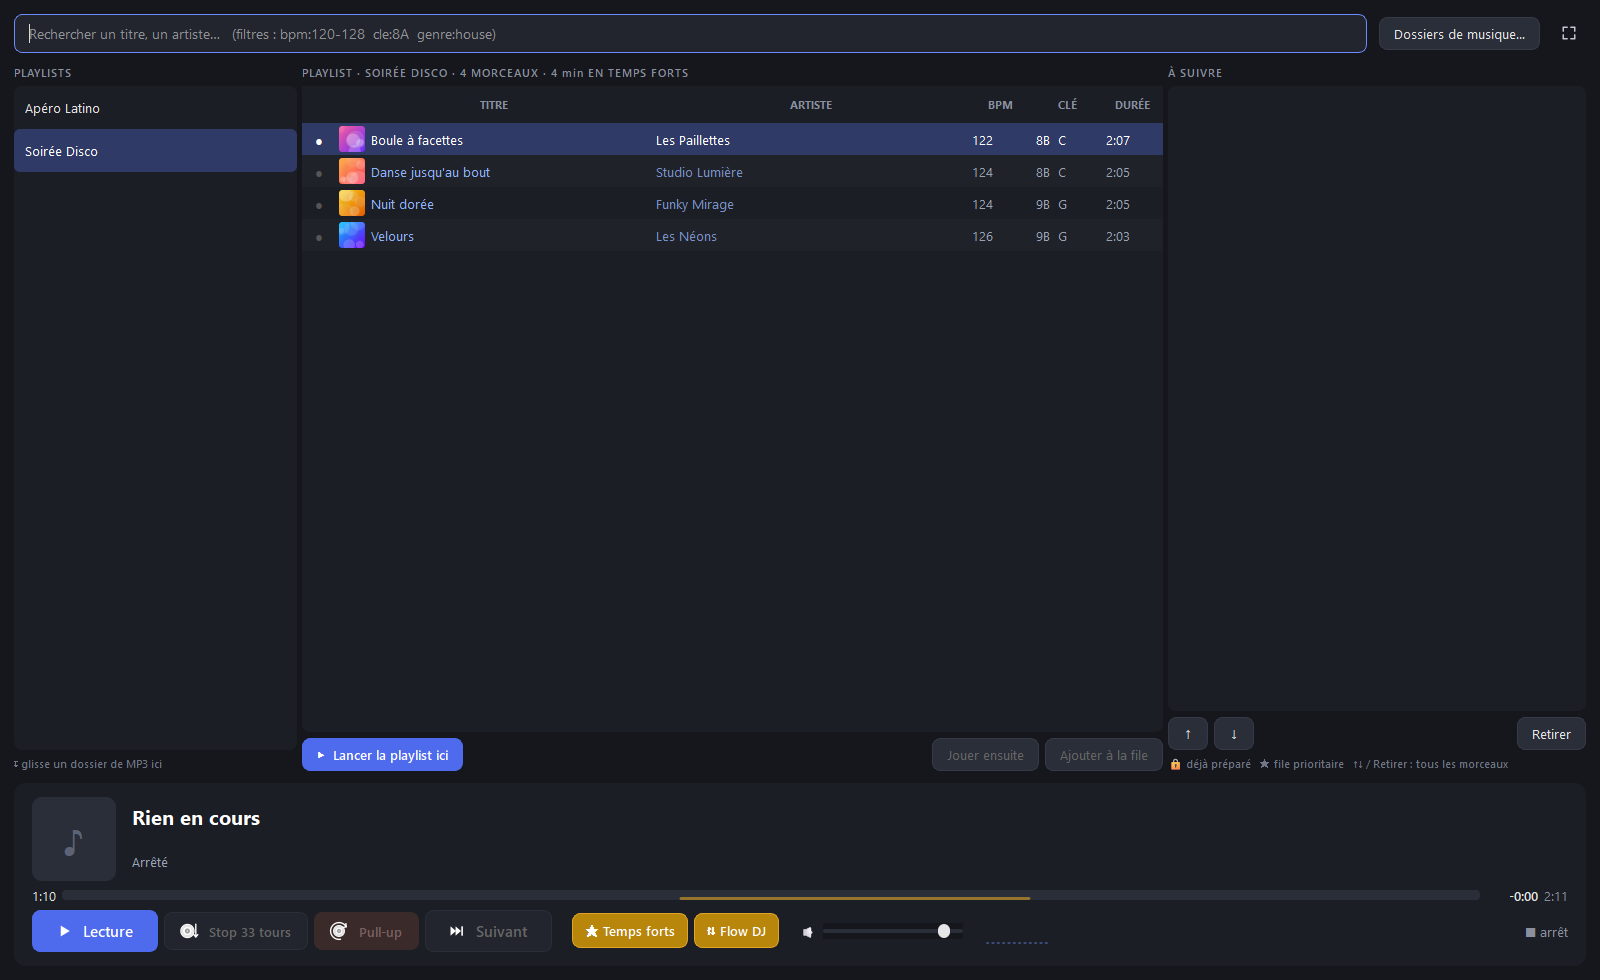 Rechercher un titre, un artiste... (filtres : bpm:120-128 cle:8A genre:house)
Dossiers de musique...
PLAYLISTS
Apéro Latino
Soirée Disco
glisse un dossier de MP3 ici
PLAYLIST · SOIRÉE DISCO · 4 MORCEAUX · 4 min EN TEMPS FORTS
TITRE ARTISTE BPM CLÉ DURÉE
Boule à facettes Les Paillettes 122 8B C 2:07
Danse jusqu'au bout Studio Lumière 124 8B C 2:05
Nuit dorée Funky Mirage 124 9B G 2:05
Velours Les Néons 126 9B G 2:03
Lancer la playlist ici
Jouer ensuite
Ajouter à la file
À SUIVRE
↑ ↓ Retirer
🔒 déjà préparé ★ file prioritaire ↑↓ / Retirer : tous les morceaux
Rien en cours
Arrêté
1:10 -0:00 2:11
Lecture
Stop 33 tours
Pull-up
Suivant
★ Temps forts
⇅ Flow DJ
■ arrêt